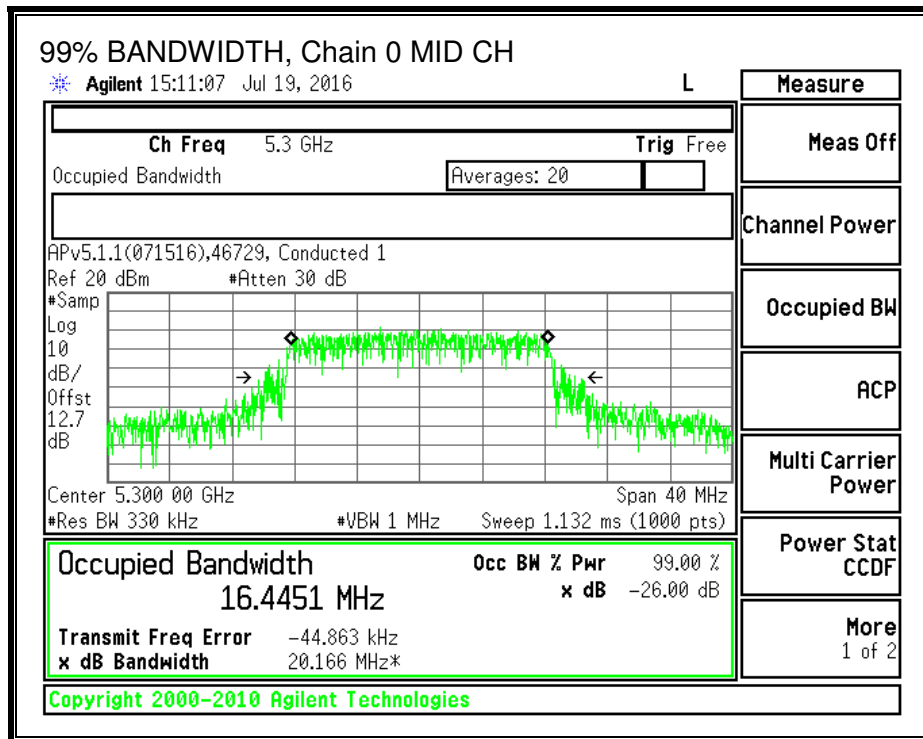 99% BANDWIDTH, Chain 0 MID CH
Agilent 15:11:07 Jul 19, 2016 L
Measure
Ch Freq 5.3 GHz Trig Free
Meas Off
Occupied Bandwidth Averages: 20
Channel Power
APv5.1.1(071516),46729, Conducted 1
Ref 20 dBm #Atten 30 dB
#Samp
Log
10
dB/
Offst
12.7
dB
Occupied BW
ACP
Multi Carrier
Power
Center 5.300 00 GHz Span 40 MHz
#Res BW 330 kHz #VBW 1 MHz Sweep 1.132 ms (1000 pts)
Power Stat
CCDF
Occupied Bandwidth Occ BW % Pwr 99.00 %
16.4451 MHz x dB -26.00 dB
Transmit Freq Error -44.863 kHz
x dB Bandwidth 20.166 MHz*
More
1 of 2
Copyright 2000-2010 Agilent Technologies